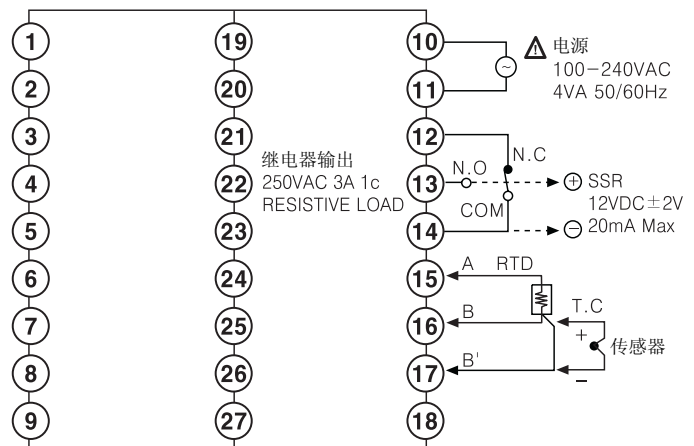 1 19 10
2 20 11
3 21 12
4 22 13
5 23 14
6 24 15
7 25 16
8 26 17
9 27 18
~
⚠ 电源
100-240VAC
4VA 50/60Hz
继电器输出
250VAC 3A 1c
RESISTIVE LOAD
N.C
N.O
COM
+ SSR
12VDC±2V
− 20mA Max
A RTD
B
B'
T.C
+
−
传感器